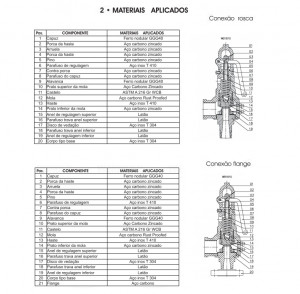 2 • MATERIAIS APLICADOS
Conexão rosca
Pos. COMPONENTE MATERIAIS APLICADOS
1 Capuz Ferro nodular GGG40
2 Porca da haste Aço carbono zincado
3 Arruela Aço carbono zincado
4 Porca da haste Aço carbono zincado
5 Pino Aço carbono zincado
6 Parafuso de regulagem Aço inox T 410
7 Contra porca Aço carbono zincado
8 Parafuso do capuz Aço carbono zincado
9 Alavanca Ferro nodular GGG40
10 Prato superior da mola Aço Carbono Zincado
11 Castelo ASTM A 216 Gr WCB
12 Mola Aço carbono Rust Proofed
13 Haste Aço carbono zincado
14 Prato inferior da mola Aço carbono zincado
15 Anel de regulagem superior Latão
16 Parafuso trava anel superior Latão
17 Disco de vedação Aço inox T 304
18 Parafuso trava anel inferior Latão
19 Anel de regulagem inferior Latão
20 Corpo tipo base Aço inox T 304
Conexão flange
Pos. COMPONENTE MATERIAIS APLICADOS
1 Capuz Ferro nodular GGG40
2 Porca da haste Aço carbono zincado
3 Arruela Aço carbono zincado
4 Porca da haste Aço carbono zincado
5 Pino Aço carbono zincado
6 Parafuso de regulagem Aço inox T 410
7 Contra porca Aço carbono zincado
8 Parafuso do capuz Aço carbono zincado
9 Alavanca Ferro nodular GGG40
10 Prato superior da mola Aço carbono zincado
11 Castelo ASTM A 216 Gr WCB
12 Mola Aço carbono Rust Proofed
13 Haste Aço carbono zincado
14 Prato inferior da mola Aço carbono zincado
15 Anel de regulagem superior Latão
16 Parafuso trava anel superior Latão
17 Disco de vedação Aço inox T 304
18 Parafuso trava anel inferior Latão
19 Anel de regulagem inferior Latão
20 Corpo tipo base Aço inox T 304
21 Flange Aço carbono